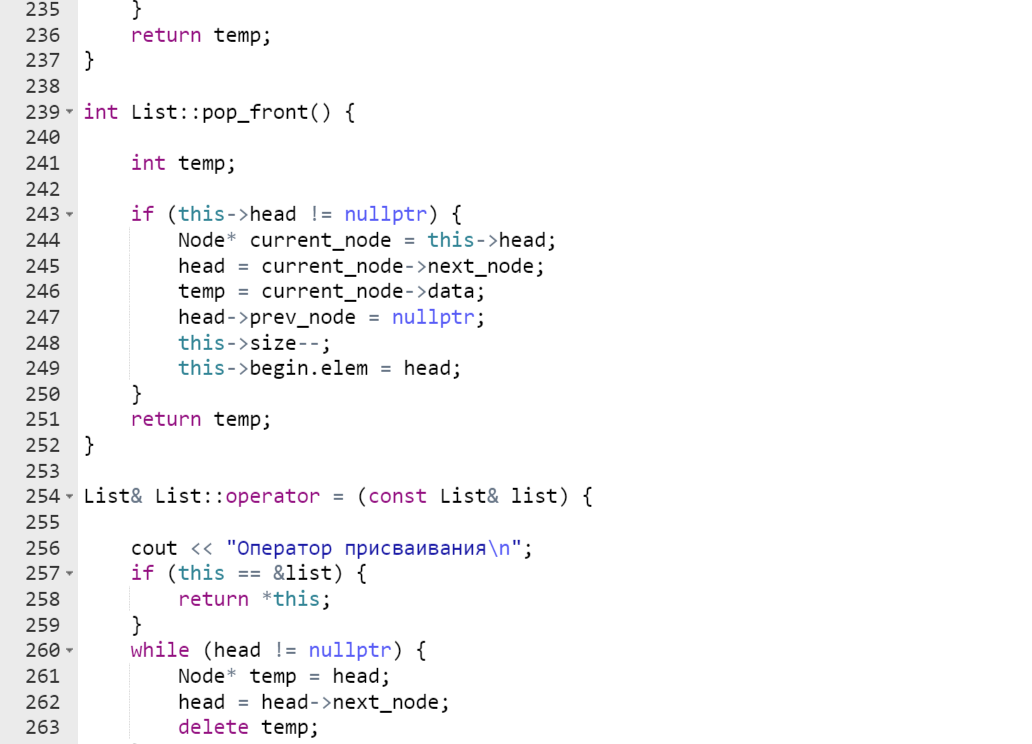 235 }
236 return temp;
237 }
238
239 int List::pop_front() {
240
241 int temp;
242
243 if (this->head != nullptr) {
244 Node* current_node = this->head;
245 head = current_node->next_node;
246 temp = current_node->data;
247 head->prev_node = nullptr;
248 this->size--;
249 this->begin.elem = head;
250 }
251 return temp;
252 }
253
254 List& List::operator = (const List& list) {
255
256 cout << "Оператор присваивания\n";
257 if (this == &list) {
258 return *this;
259 }
260 while (head != nullptr) {
261 Node* temp = head;
262 head = head->next_node;
263 delete temp;